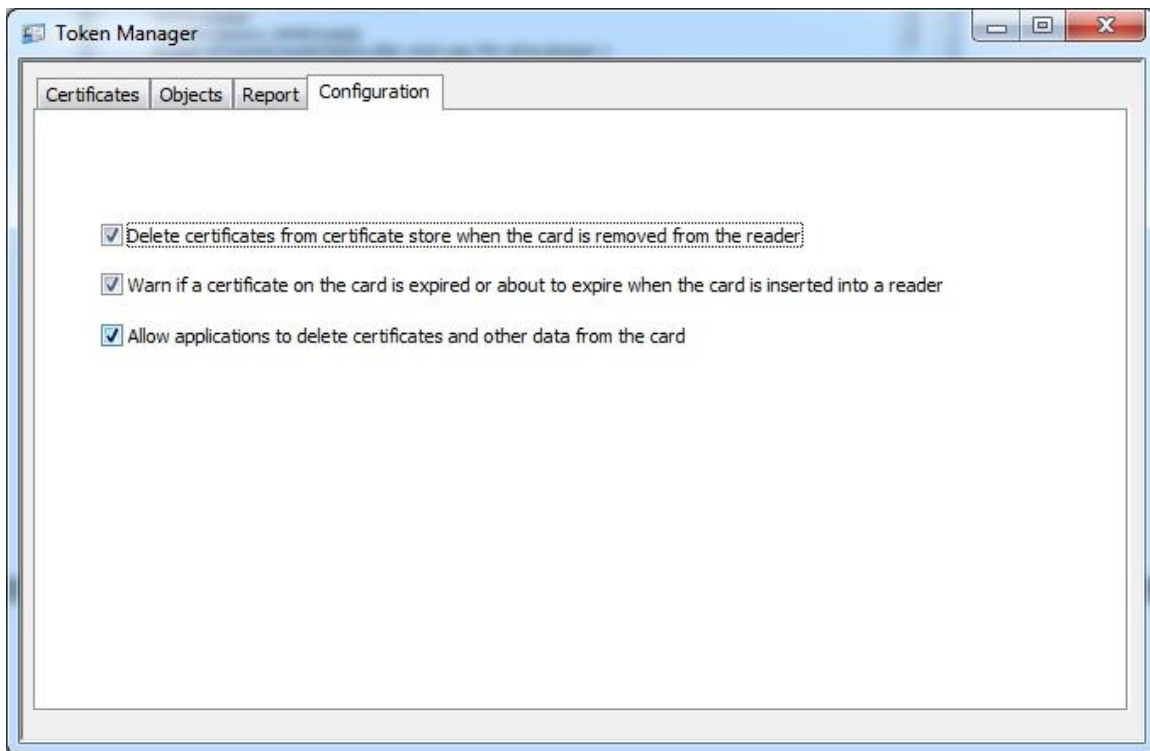 Token Manager
Certificates Objects Report Configuration
Delete certificates from certificate store when the card is removed from the reader
Warn if a certificate on the card is expired or about to expire when the card is inserted into a reader
Allow applications to delete certificates and other data from the card